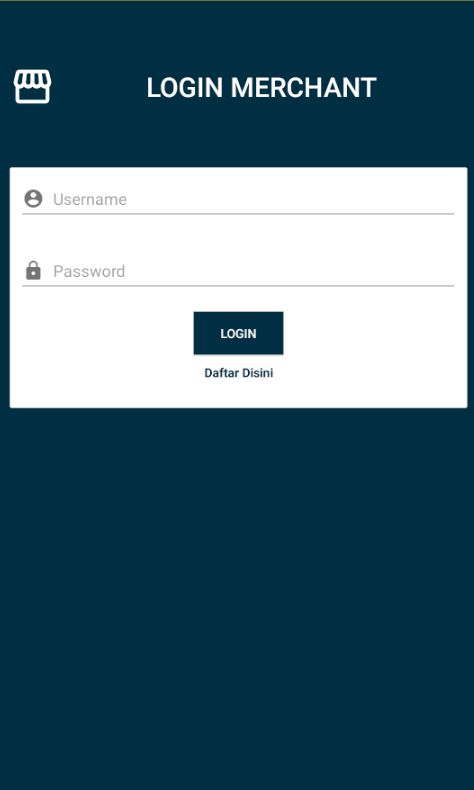 LOGIN MERCHANT
Username
Password
LOGIN
Daftar Disini